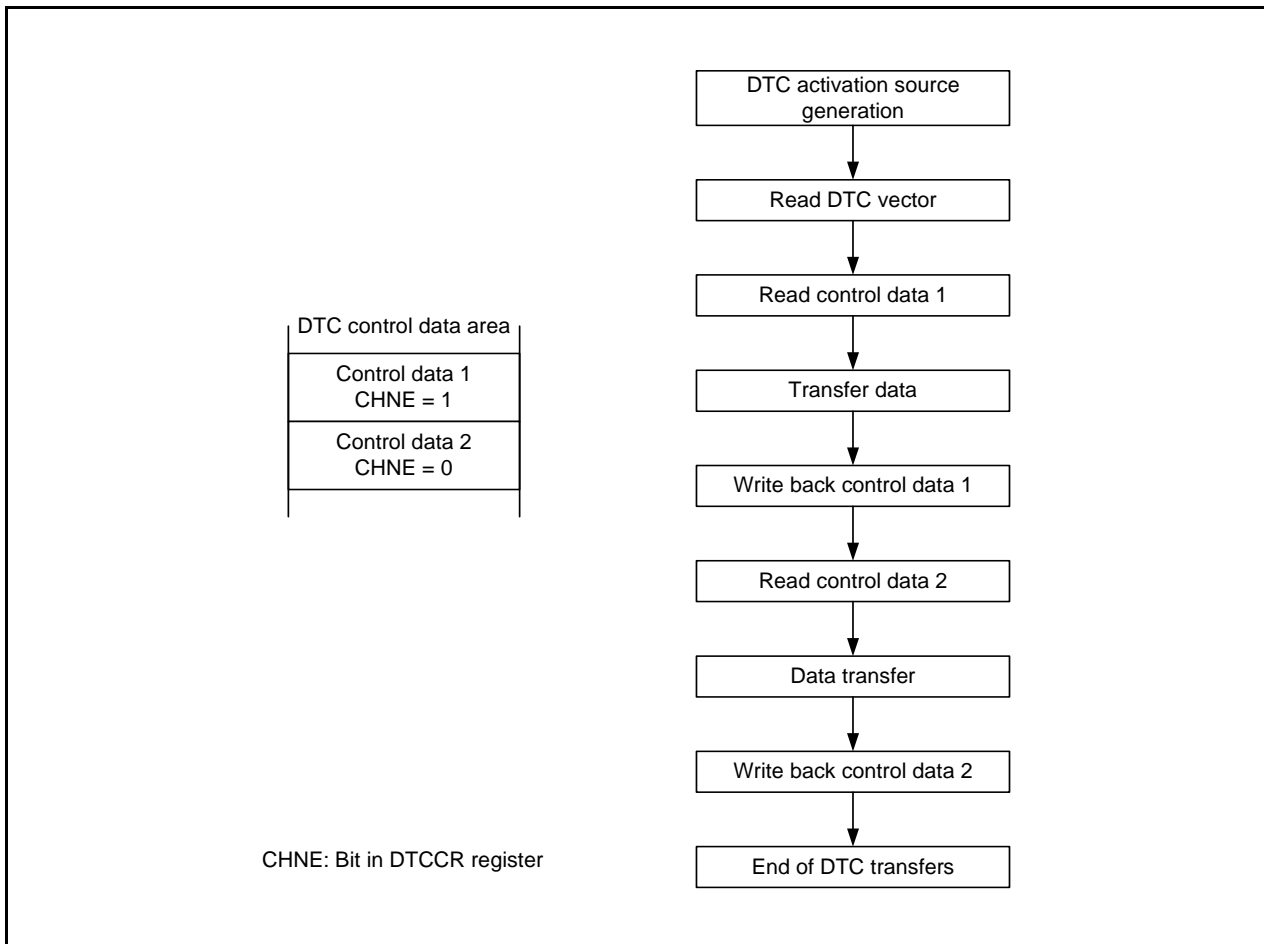 DTC activation source
generation
Read DTC vector
Read control data 1
Transfer data
Write back control data 1
Read control data 2
Data transfer
Write back control data 2
End of DTC transfers
DTC control data area
Control data 1
CHNE = 1
Control data 2
CHNE = 0
CHNE: Bit in DTCCR register